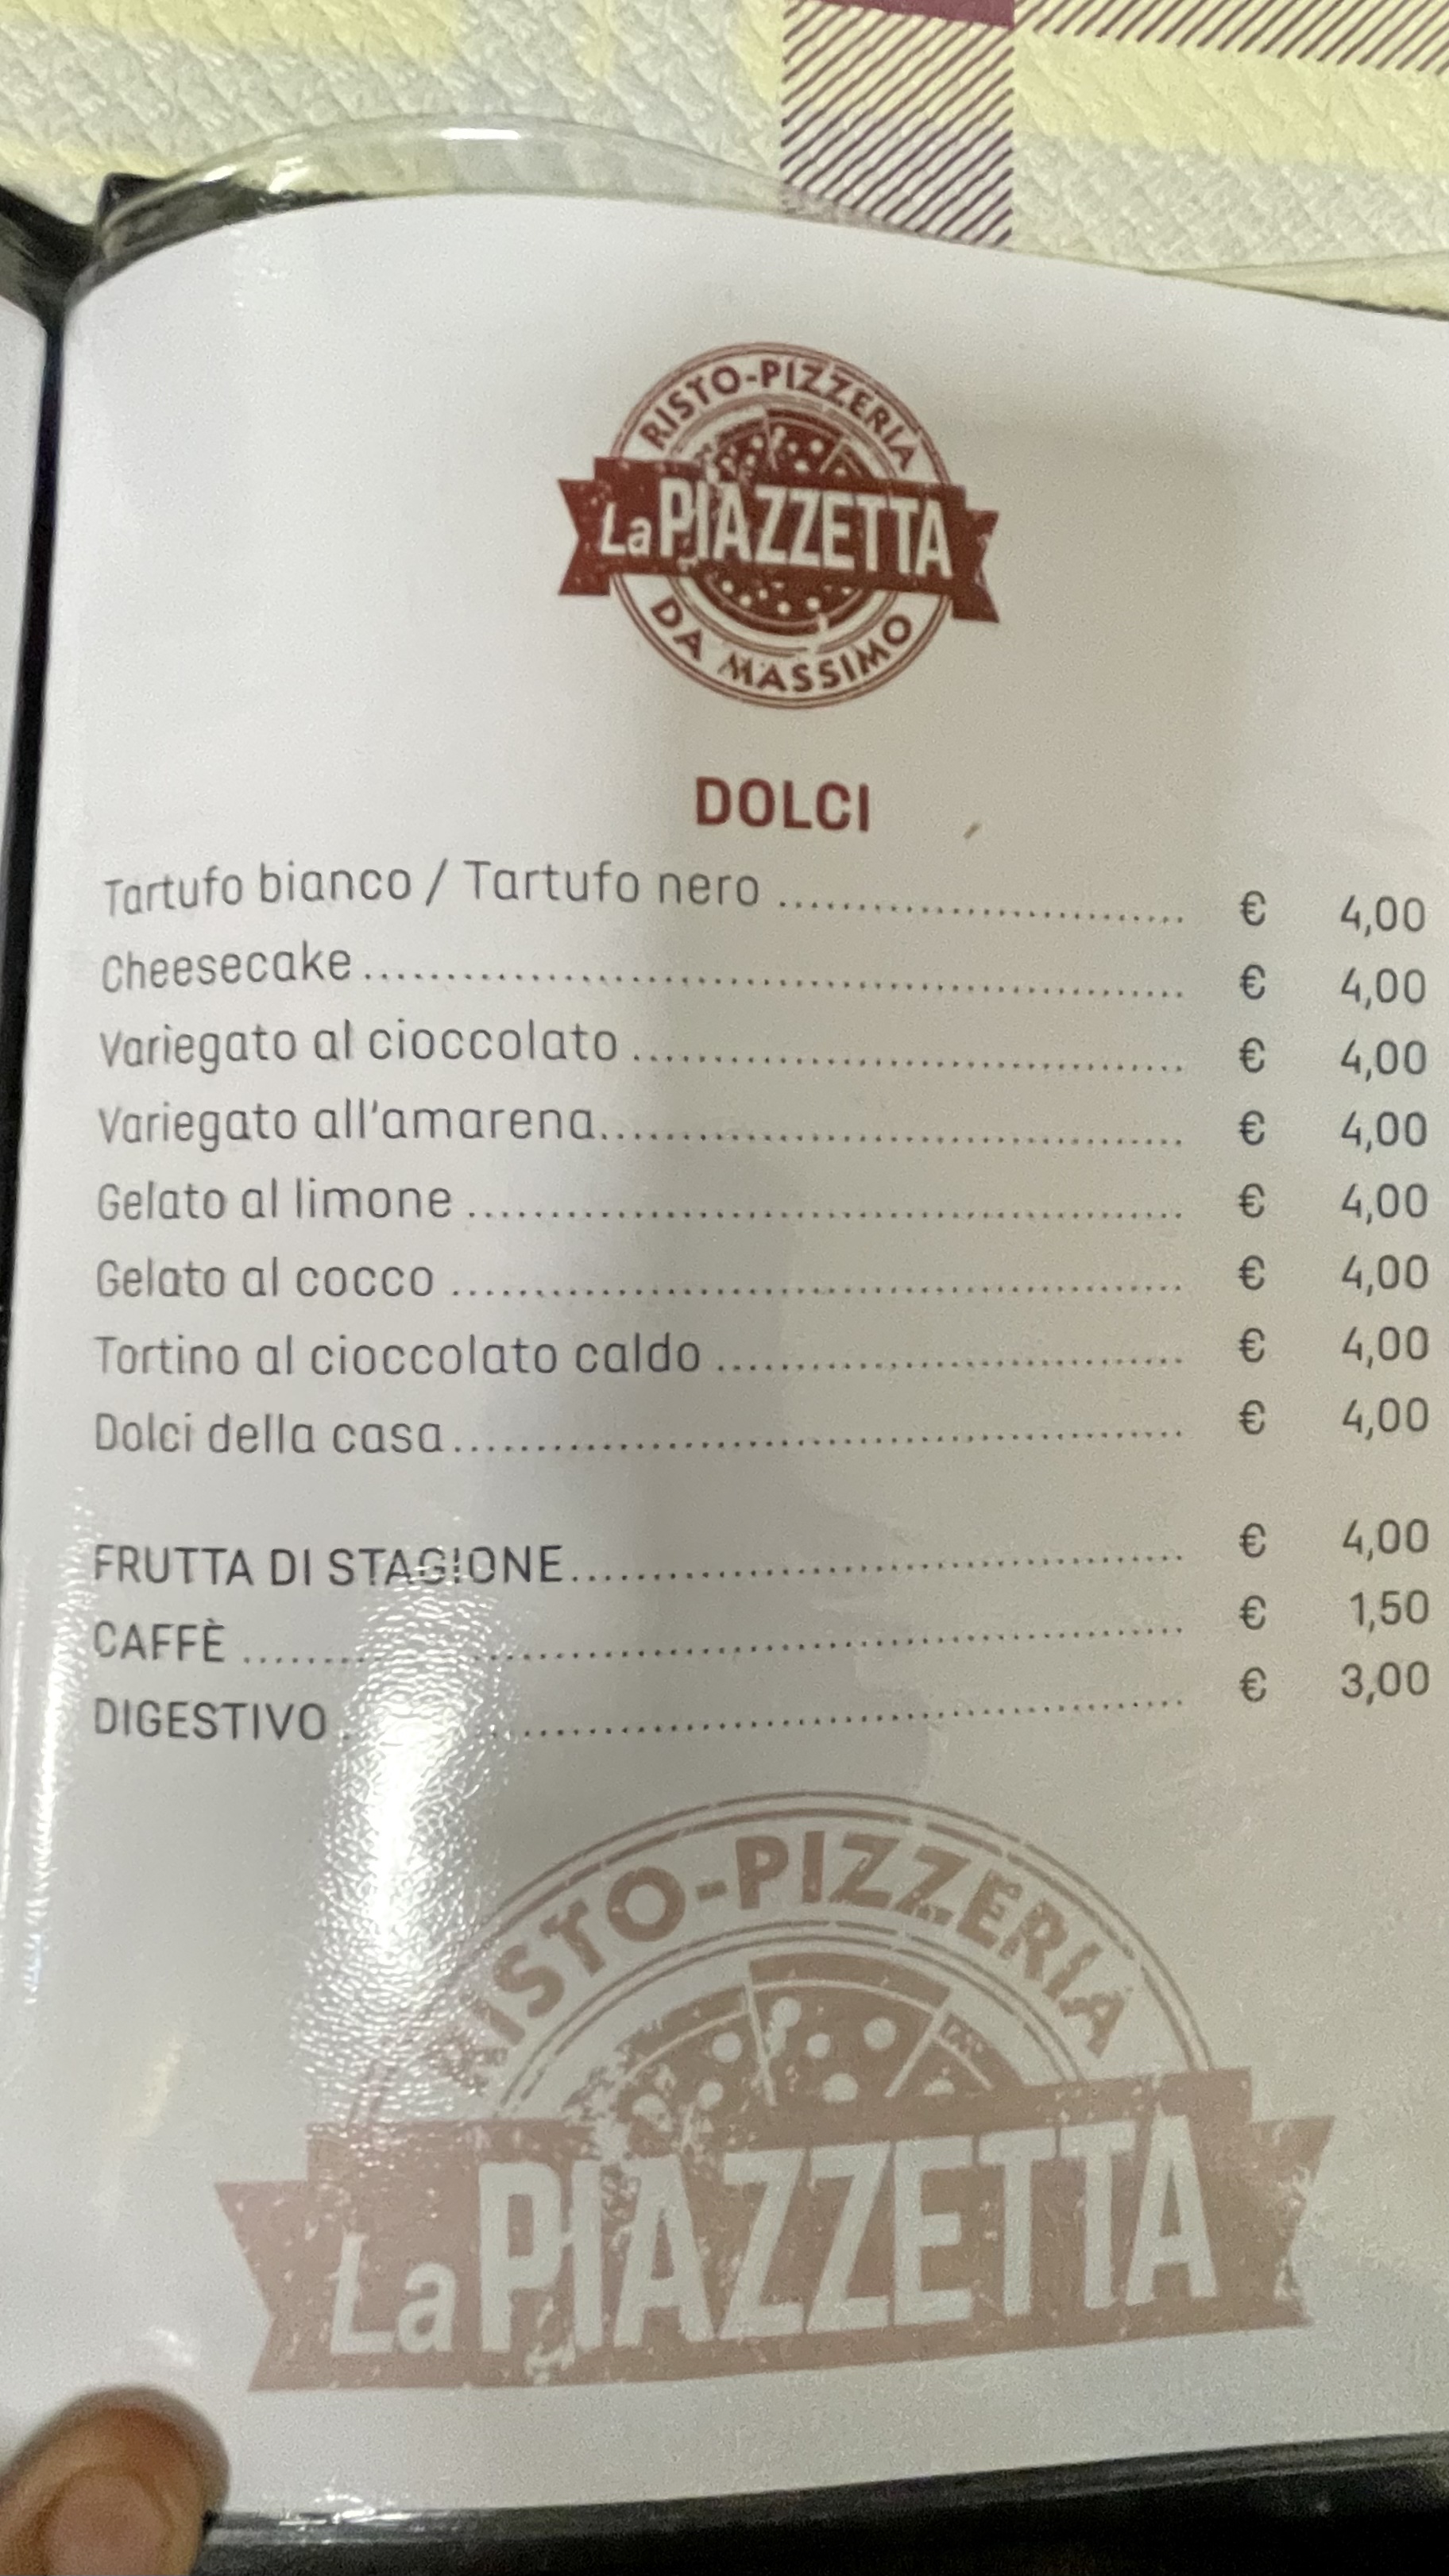 RISTO-PIZZERIA
La PIAZZETTA
DA MASSIMO
DOLCI
Tartufo bianco / Tartufo nero ........................ € 4,00
Cheesecake ........................ € 4,00
Variegato al cioccolato ........................ € 4,00
Variegato all'amarena ........................ € 4,00
Gelato al limone ........................ € 4,00
Gelato al cocco ........................ € 4,00
Tortino al cioccolato caldo ........................ € 4,00
Dolci della casa ........................ € 4,00
FRUTTA DI STAGIONE ........................ € 4,00
CAFFÈ ........................ € 1,50
DIGESTIVO ........................ € 3,00
RISTO-PIZZERIA
La PIAZZETTA